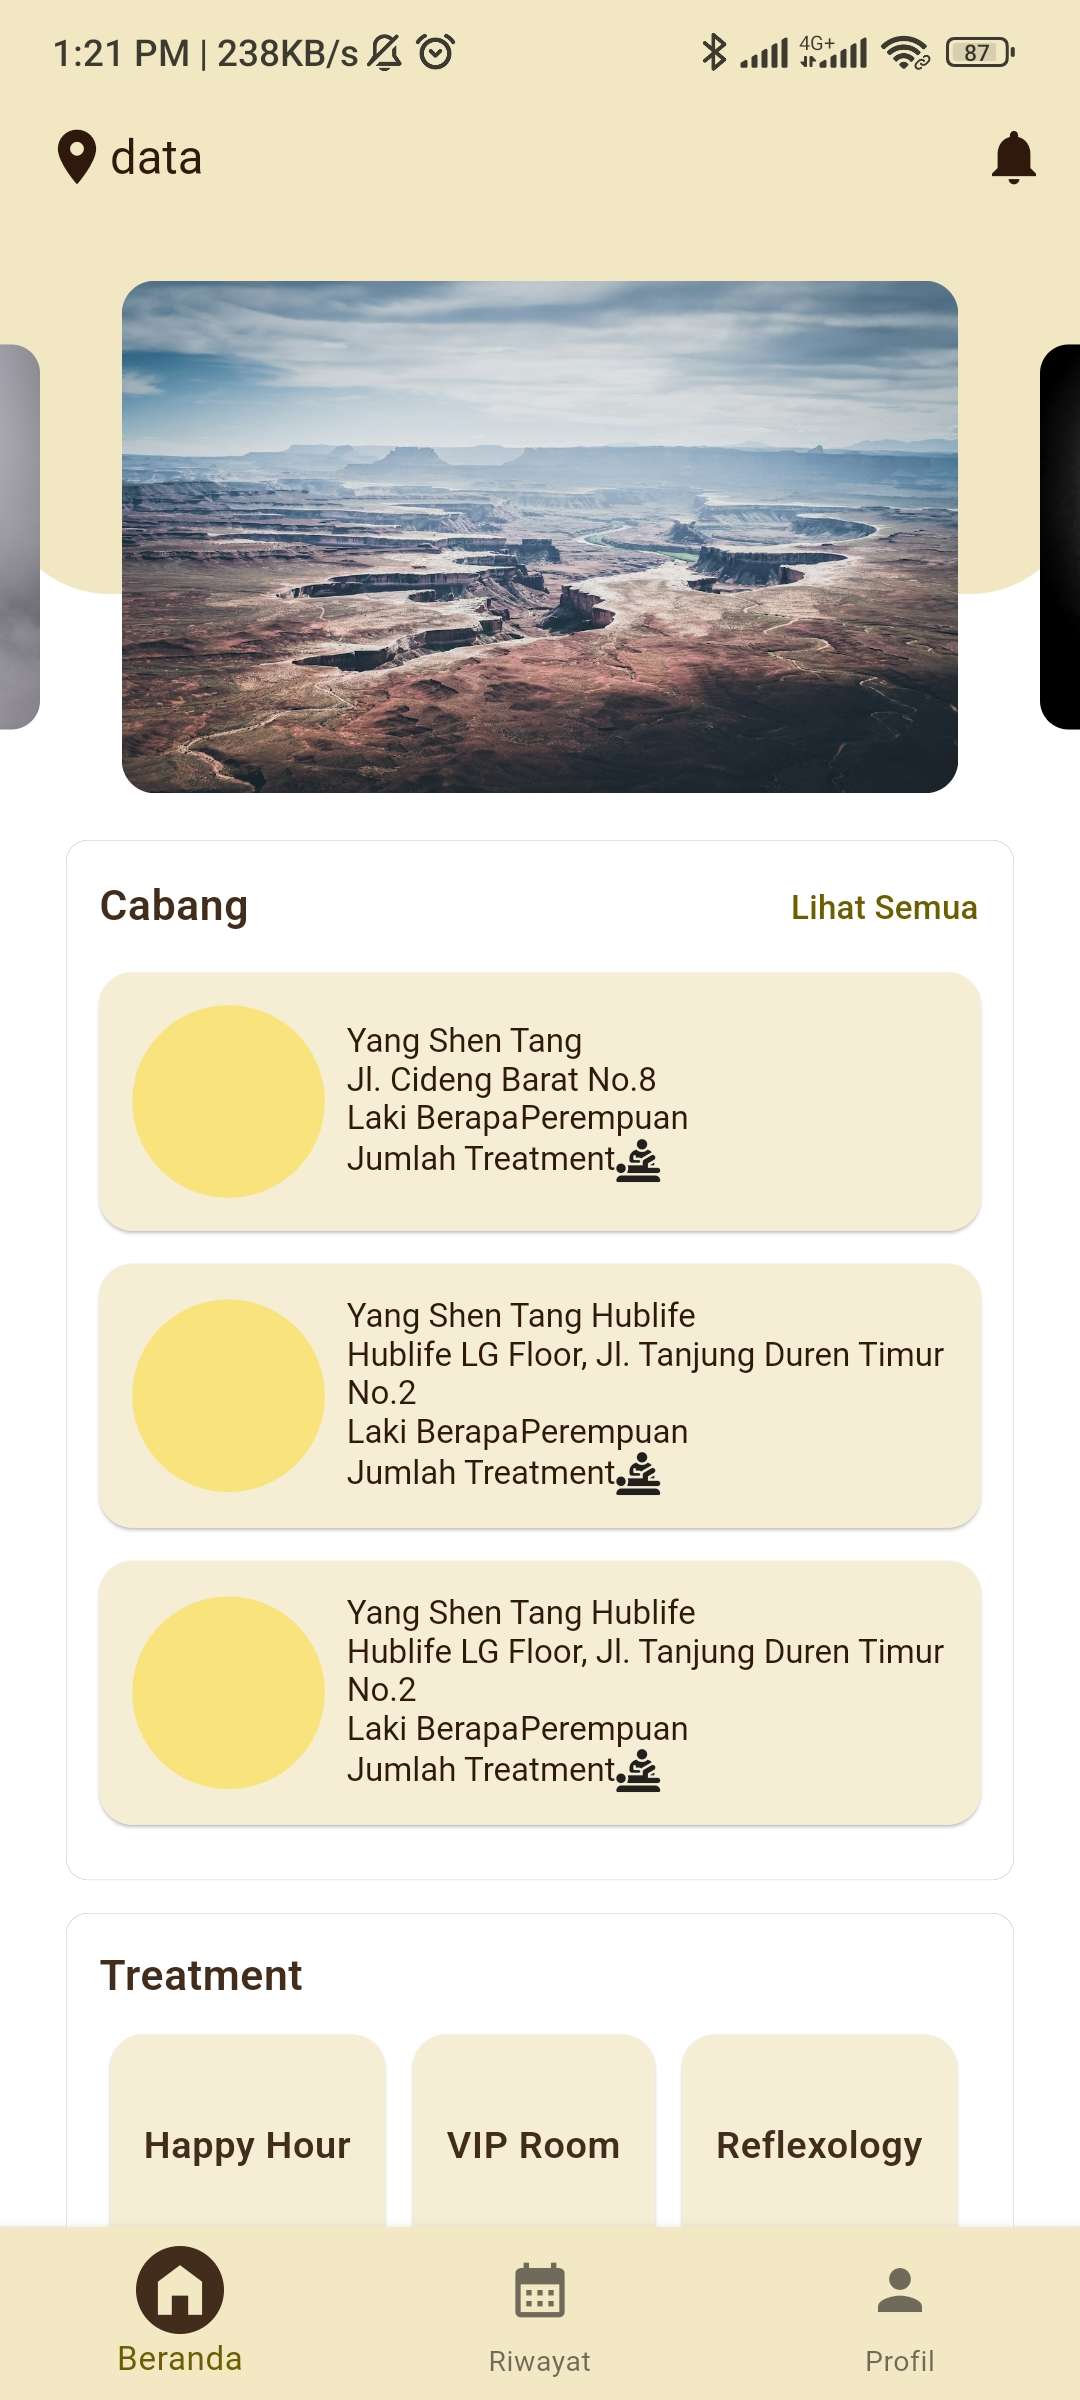 1:21 PM | 238KB/s
4G+
87
data
Cabang
Lihat Semua
Yang Shen Tang
Jl. Cideng Barat No.8
Laki BerapaPerempuan
Jumlah Treatment
Yang Shen Tang Hublife
Hublife LG Floor, Jl. Tanjung Duren Timur
No.2
Laki BerapaPerempuan
Jumlah Treatment
Yang Shen Tang Hublife
Hublife LG Floor, Jl. Tanjung Duren Timur
No.2
Laki BerapaPerempuan
Jumlah Treatment
Treatment
Happy Hour
VIP Room
Reflexology
Beranda
Riwayat
Profil